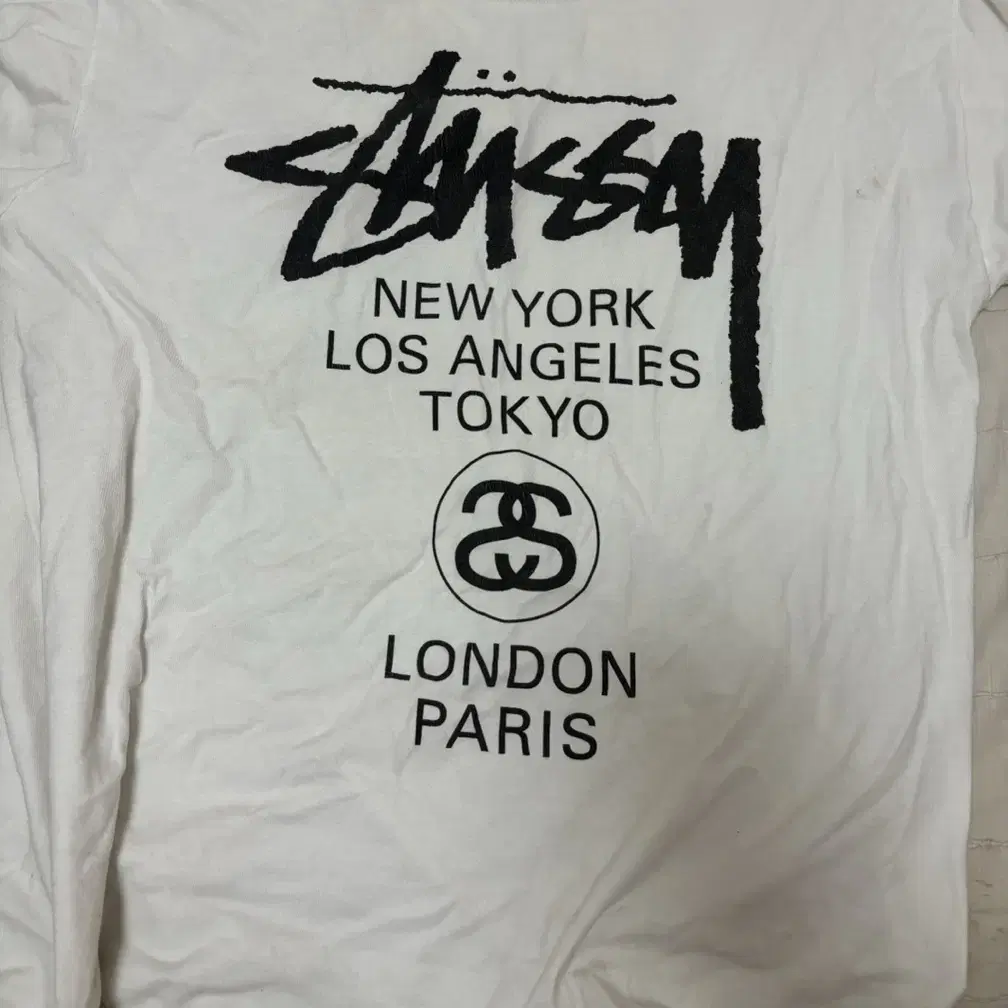 Stüssy
NEW YORK
LOS ANGELES
TOKYO
LONDON
PARIS